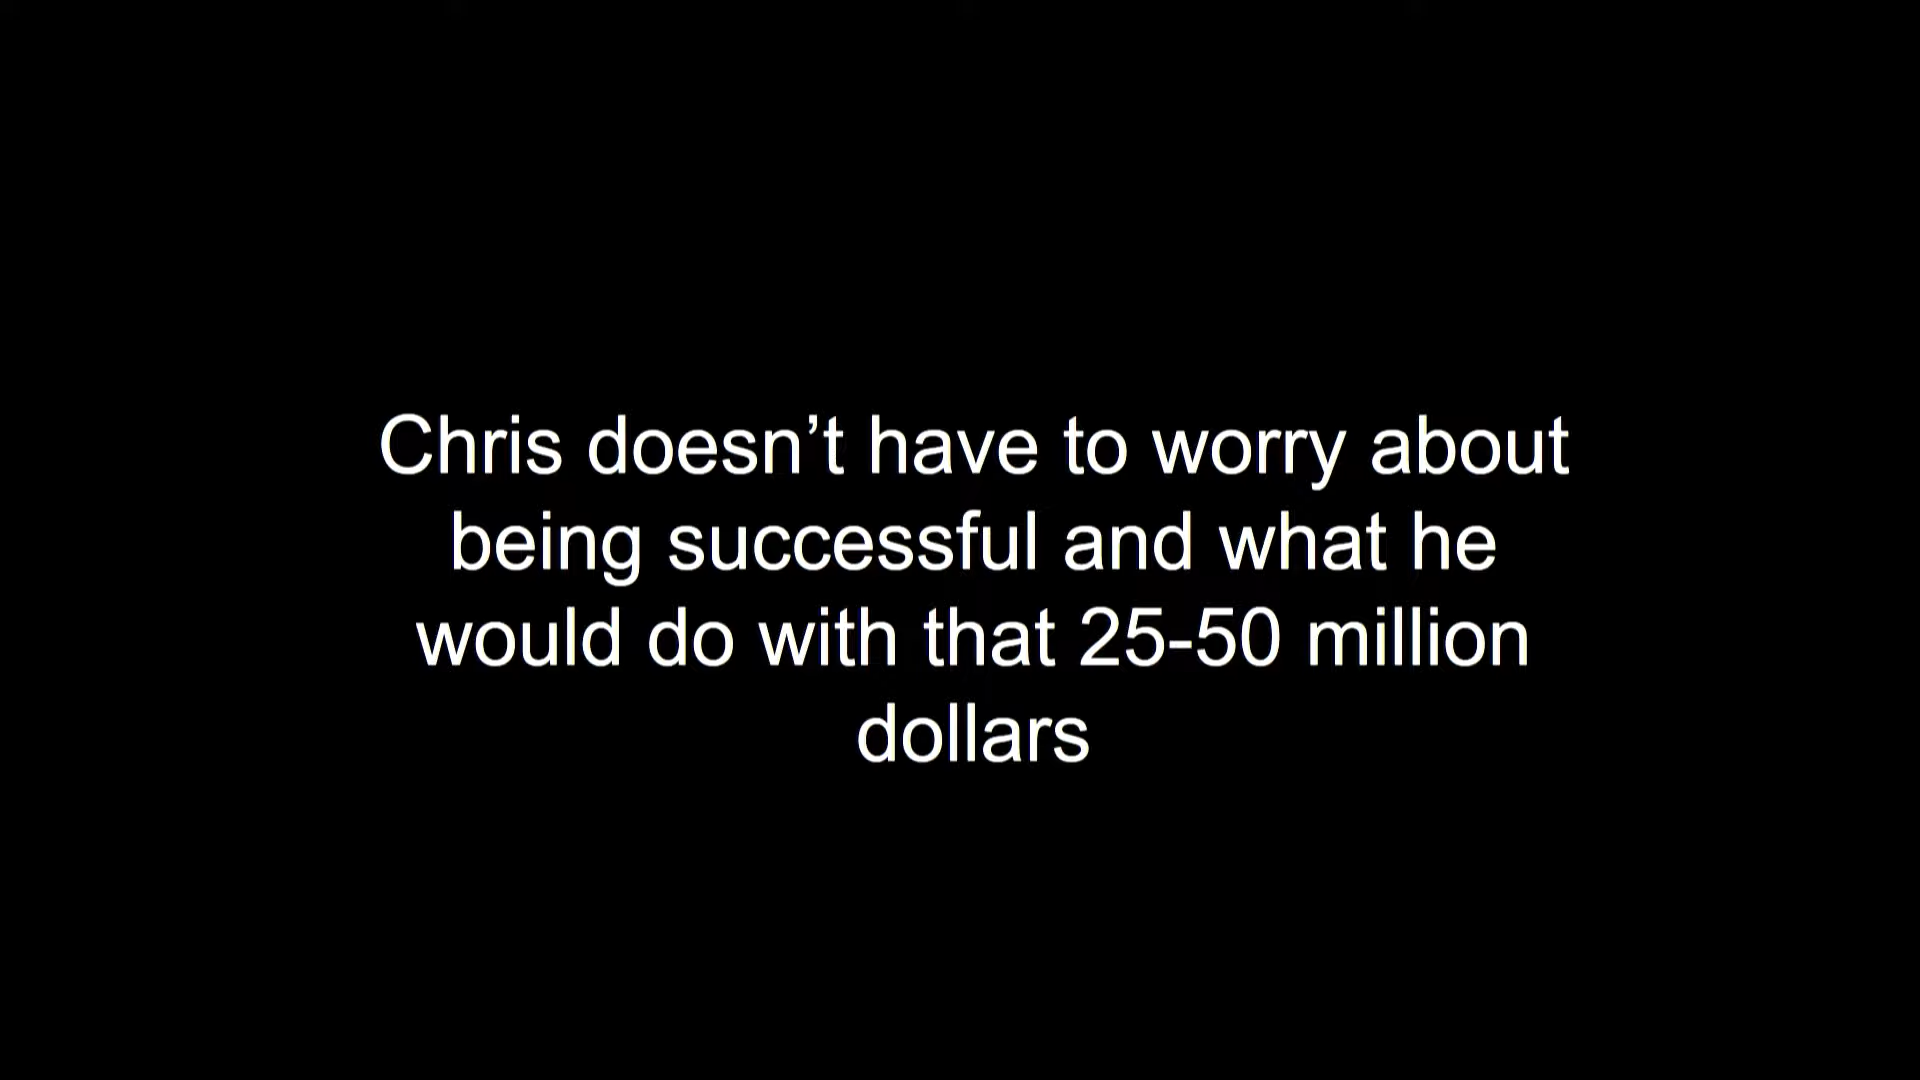 Chris doesn’t have to worry about
being successful and what he
would do with that 25-50 million
dollars